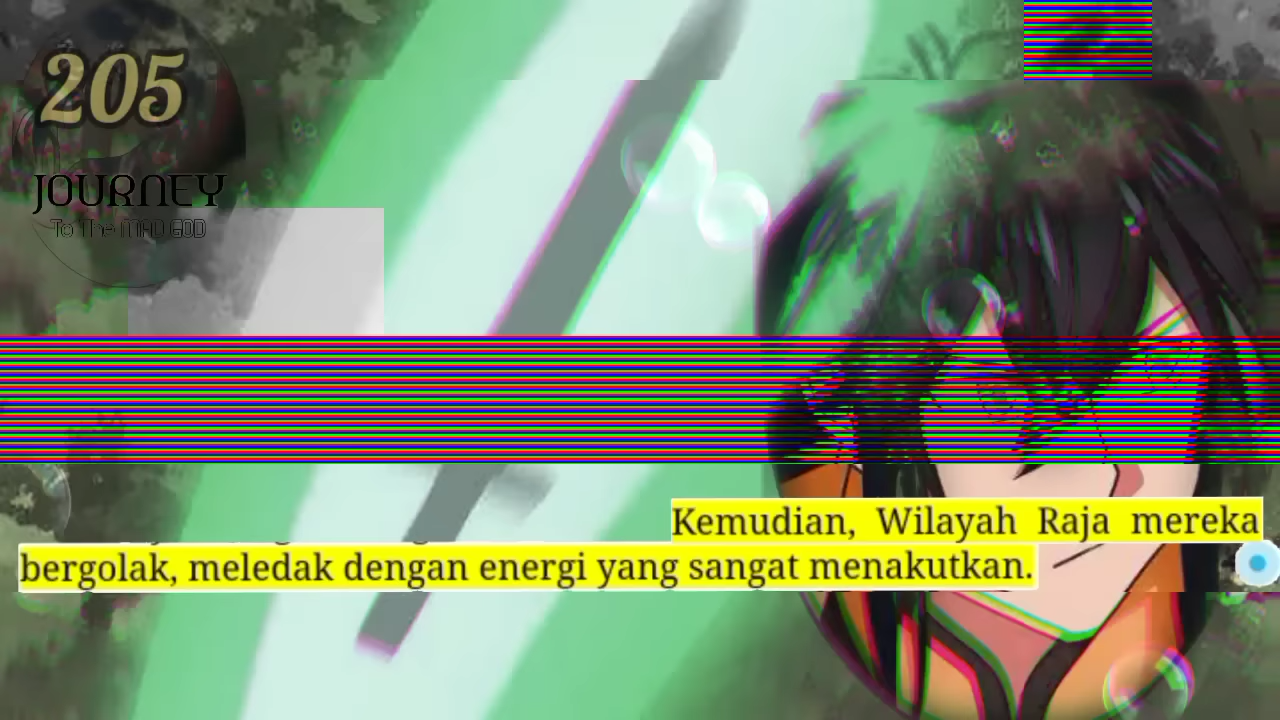 205
JOURNEY
To The MAD GOD
Kemudian, Wilayah Raja mereka
bergolak, meledak dengan energi yang sangat menakutkan.